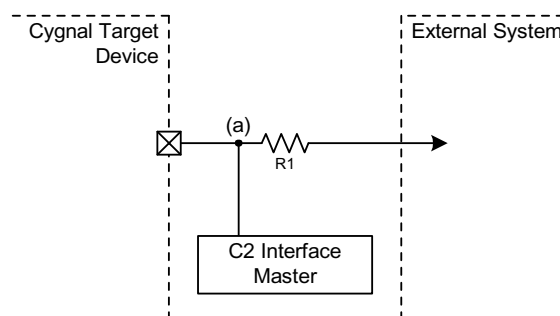 Cygnal Target
Device
External System
(a)
R1
C2 Interface
Master